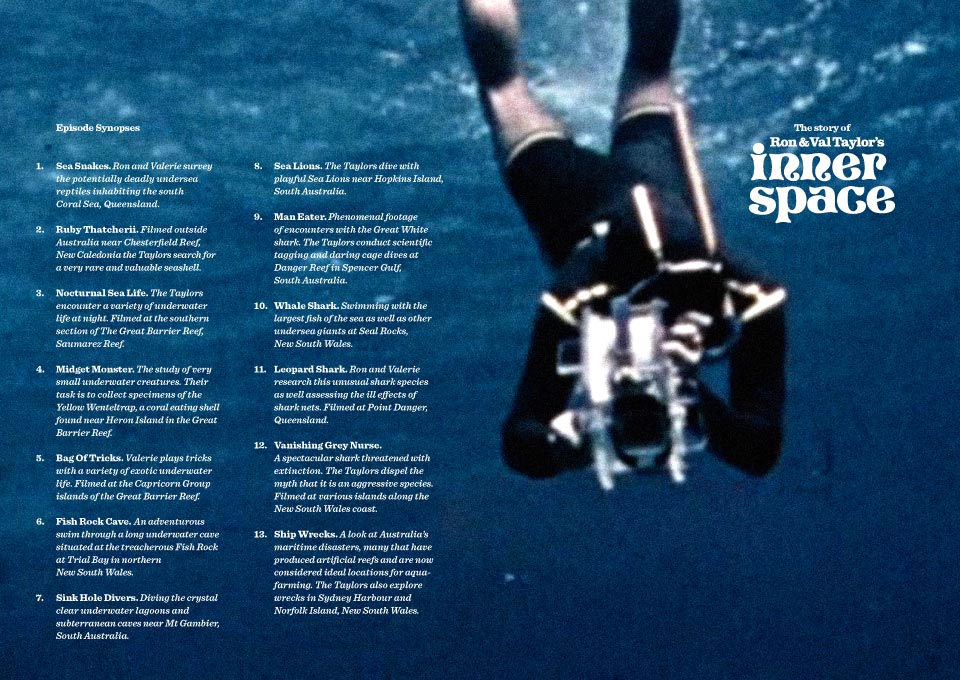 Episode Synopses
1. Sea Snakes. Ron and Valerie survey
the potentially deadly undersea
reptiles inhabiting the south
Coral Sea, Queensland.
2. Ruby Thatcherii. Filmed outside
Australia near Chesterfield Reef,
New Caledonia the Taylors search for
a very rare and valuable seashell.
3. Nocturnal Sea Life. The Taylors
encounter a variety of underwater
life at night. Filmed at the southern
section of The Great Barrier Reef,
Saumarez Reef.
4. Midget Monster. The study of very
small underwater creatures. Their
task is to collect specimens of the
Yellow Wenteltrap, a coral eating shell
found near Heron Island in the Great
Barrier Reef.
5. Bag Of Tricks. Valerie plays tricks
with a variety of exotic underwater
life. Filmed at the Capricorn Group
islands of the Great Barrier Reef.
6. Fish Rock Cave. An adventurous
swim through a long underwater cave
situated at the treacherous Fish Rock
at Trial Bay in northern
New South Wales.
7. Sink Hole Divers. Diving the crystal
clear underwater lagoons and
subterranean caves near Mt Gambier,
South Australia.
8. Sea Lions. The Taylors dive with
playful Sea Lions near Hopkins Island,
South Australia.
9. Man Eater. Phenomenal footage
of encounters with the Great White
shark. The Taylors conduct scientific
tagging and daring cage dives at
Danger Reef in Spencer Gulf,
South Australia.
10. Whale Shark. Swimming with the
largest fish of the sea as well as other
undersea giants at Seal Rocks,
New South Wales.
11. Leopard Shark. Ron and Valerie
research this unusual shark species
as well assessing the ill effects of
shark nets. Filmed at Point Danger,
Queensland.
12. Vanishing Grey Nurse.
A spectacular shark threatened with
extinction. The Taylors dispel the
myth that it is an aggressive species.
Filmed at various islands along the
New South Wales coast.
13. Ship Wrecks. A look at Australia's
maritime disasters, many that have
produced artificial reefs and are now
considered ideal locations for aqua-
farming. The Taylors also explore
wrecks in Sydney Harbour and
Norfolk Island, New South Wales.
The story of
Ron & Val Taylor's
inner
space